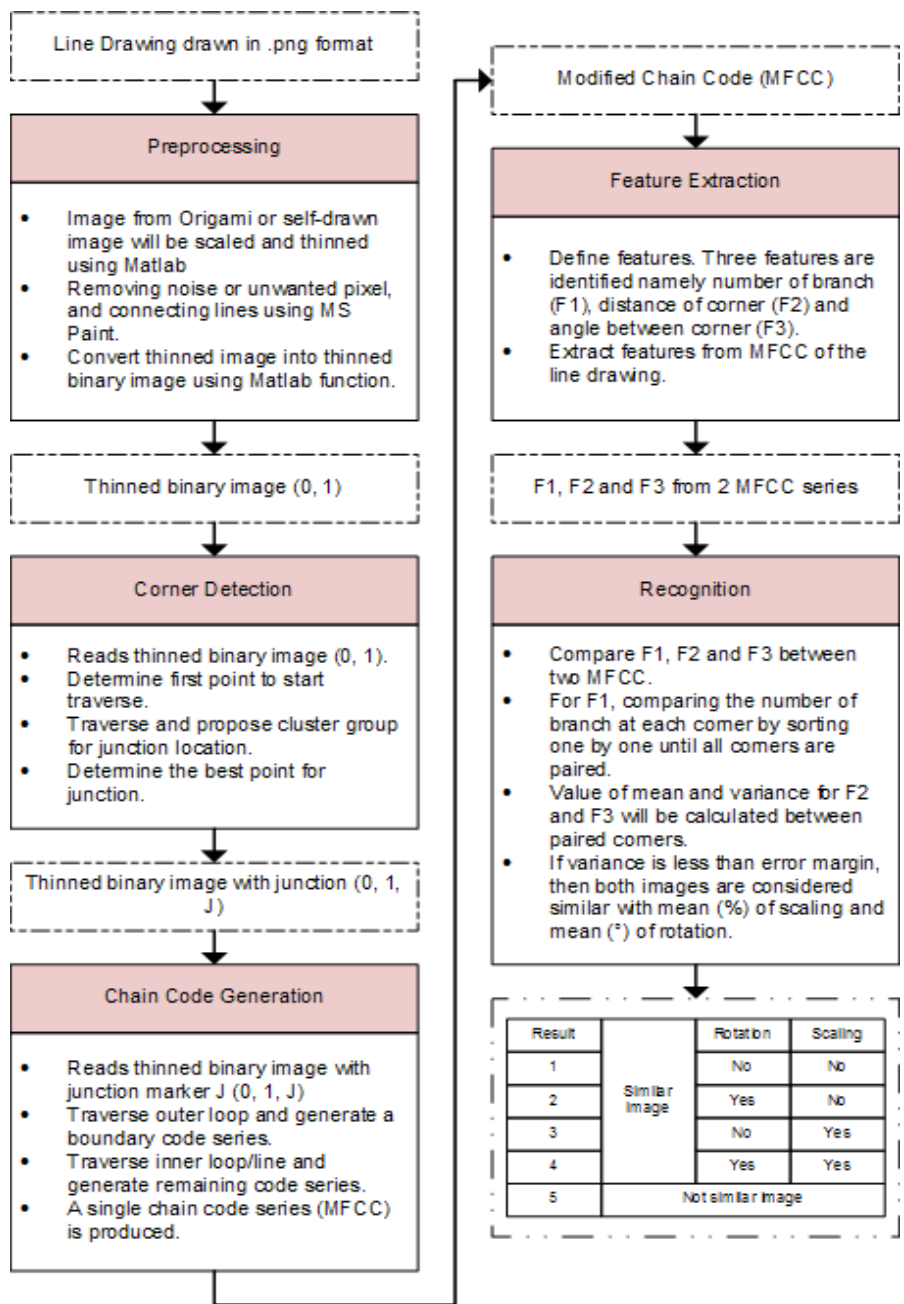 Line Drawing drawn in .png format
Preprocessing
• Image from Origami or self-drawn
image will be scaled and thinned
using Matlab
• Removing noise or unwanted pixel,
and connecting lines using MS
Paint.
• Convert thinned image into thinned
binary image using Matlab function.
Thinned binary image (0, 1)
Corner Detection
• Reads thinned binary image (0, 1).
• Determine first point to start
traverse.
• Traverse and propose cluster group
for junction location.
• Determine the best point for
junction.
Thinned binary image with junction (0, 1,
J)
Chain Code Generation
• Reads thinned binary image with
junction marker J (0, 1, J)
• Traverse outer loop and generate a
boundary code series.
• Traverse inner loop/line and
generate remaining code series.
• A single chain code series (MFCC)
is produced.
Modified Chain Code (MFCC)
Feature Extraction
• Define features. Three features are
identified namely number of branch
(F1), distance of corner (F2) and
angle between corner (F3).
• Extract features from MFCC of the
line drawing.
F1, F2 and F3 from 2 MFCC series
Recognition
• Compare F1, F2 and F3 between
two MFCC.
• For F1, comparing the number of
branch at each corner by sorting
one by one until all corners are
paired.
• Value of mean and variance for F2
and F3 will be calculated between
paired corners.
• If variance is less than error margin,
then both images are considered
similar with mean (%) of scaling and
mean (°) of rotation.
Result Rotation Scaling
1 Similar Image No No
2 Yes No
3 No Yes
4 Yes Yes
5 Not similar image